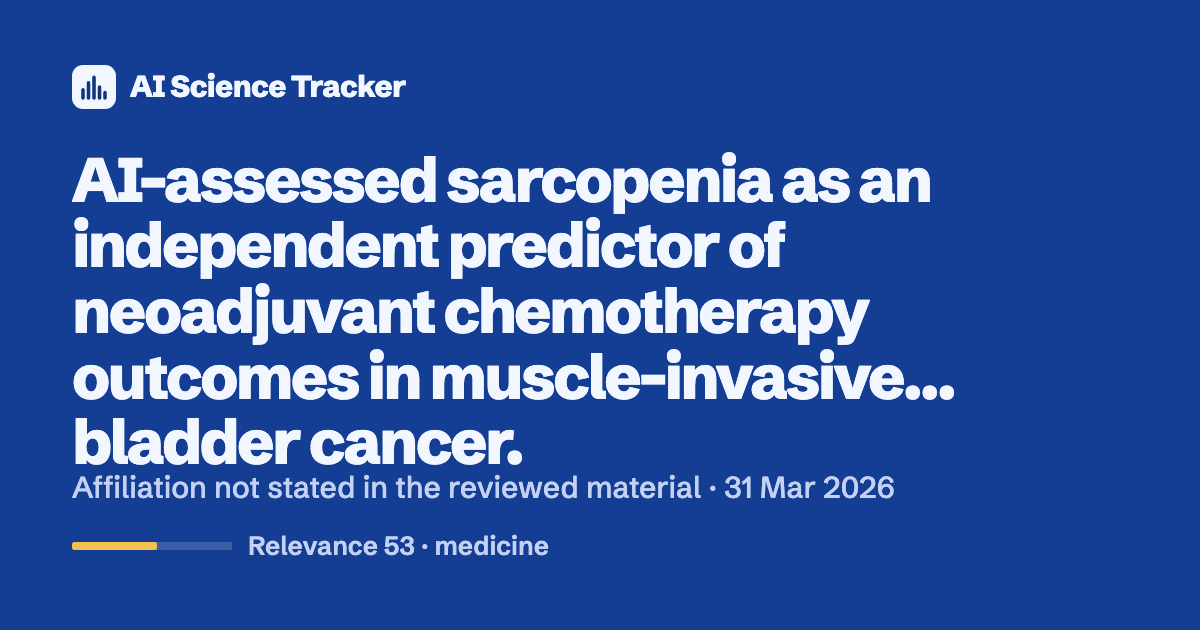 AI Science Tracker
AI-assessed sarcopenia as an
independent predictor of
neoadjuvant chemotherapy
outcomes in muscle-invasive...
bladder cancer.
Affiliation not stated in the reviewed material · 31 Mar 2026
Relevance 53 · medicine